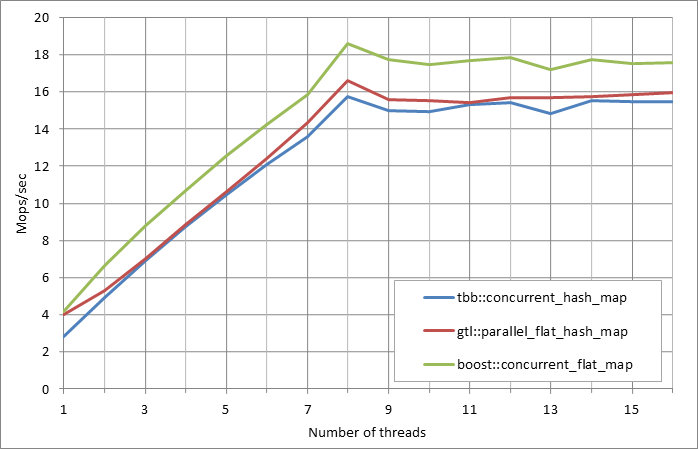 20
18
16
14
12
10
8
6
4
2
0
Mops/sec
tbb::concurrent_hash_map
gtl::parallel_flat_hash_map
boost::concurrent_flat_map
1 3 5 7 9 11 13 15
Number of threads